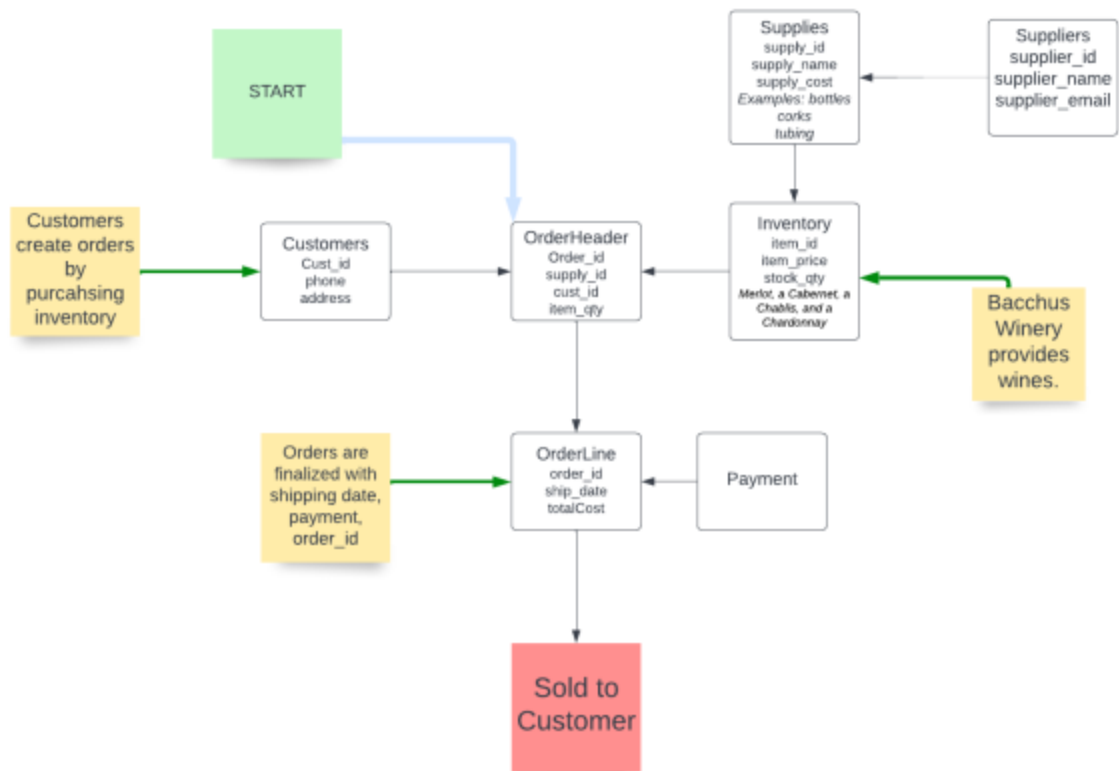 START
Supplies
supply_id
supply_name
supply_cost
Examples: bottles
corks
tubing
Suppliers
supplier_id
supplier_name
supplier_email
Customers
create orders
by
purcahsing
inventory
Customers
Cust_id
phone
address
OrderHeader
Order_id
supply_id
cust_id
item_qty
Inventory
item_id
item_price
stock_qty
Merlot, a Cabernet, a
Chablis, and a
Chardonnay
Bacchus
Winery
provides
wines.
Orders are
finalized with
shipping date,
payment,
order_id
OrderLine
order_id
ship_date
totalCost
Payment
Sold to
Customer